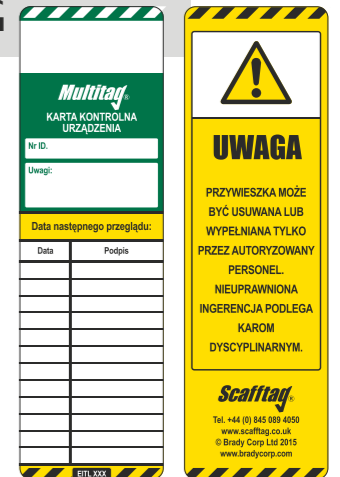 Multitag®
KARTA KONTROLNA
URZĄDZENIA
Nr ID.
Uwagi:
Data następnego przeglądu:
Data Podpis
EITL XXX
UWAGA
PRZYWIESZKA MOŻE
BYĆ USUWANA LUB
WYPEŁNIANA TYLKO
PRZEZ AUTORYZOWANY
PERSONEL.
NIEUPRAWNIONA
INGERENCJA PODLEGA
KAROM
DYSCYPLINARNYM.
Scafftag®
Tel. +44 (0) 845 089 4050
www.scafftag.co.uk
© Brady Corp Ltd 2015
www.bradycorp.com